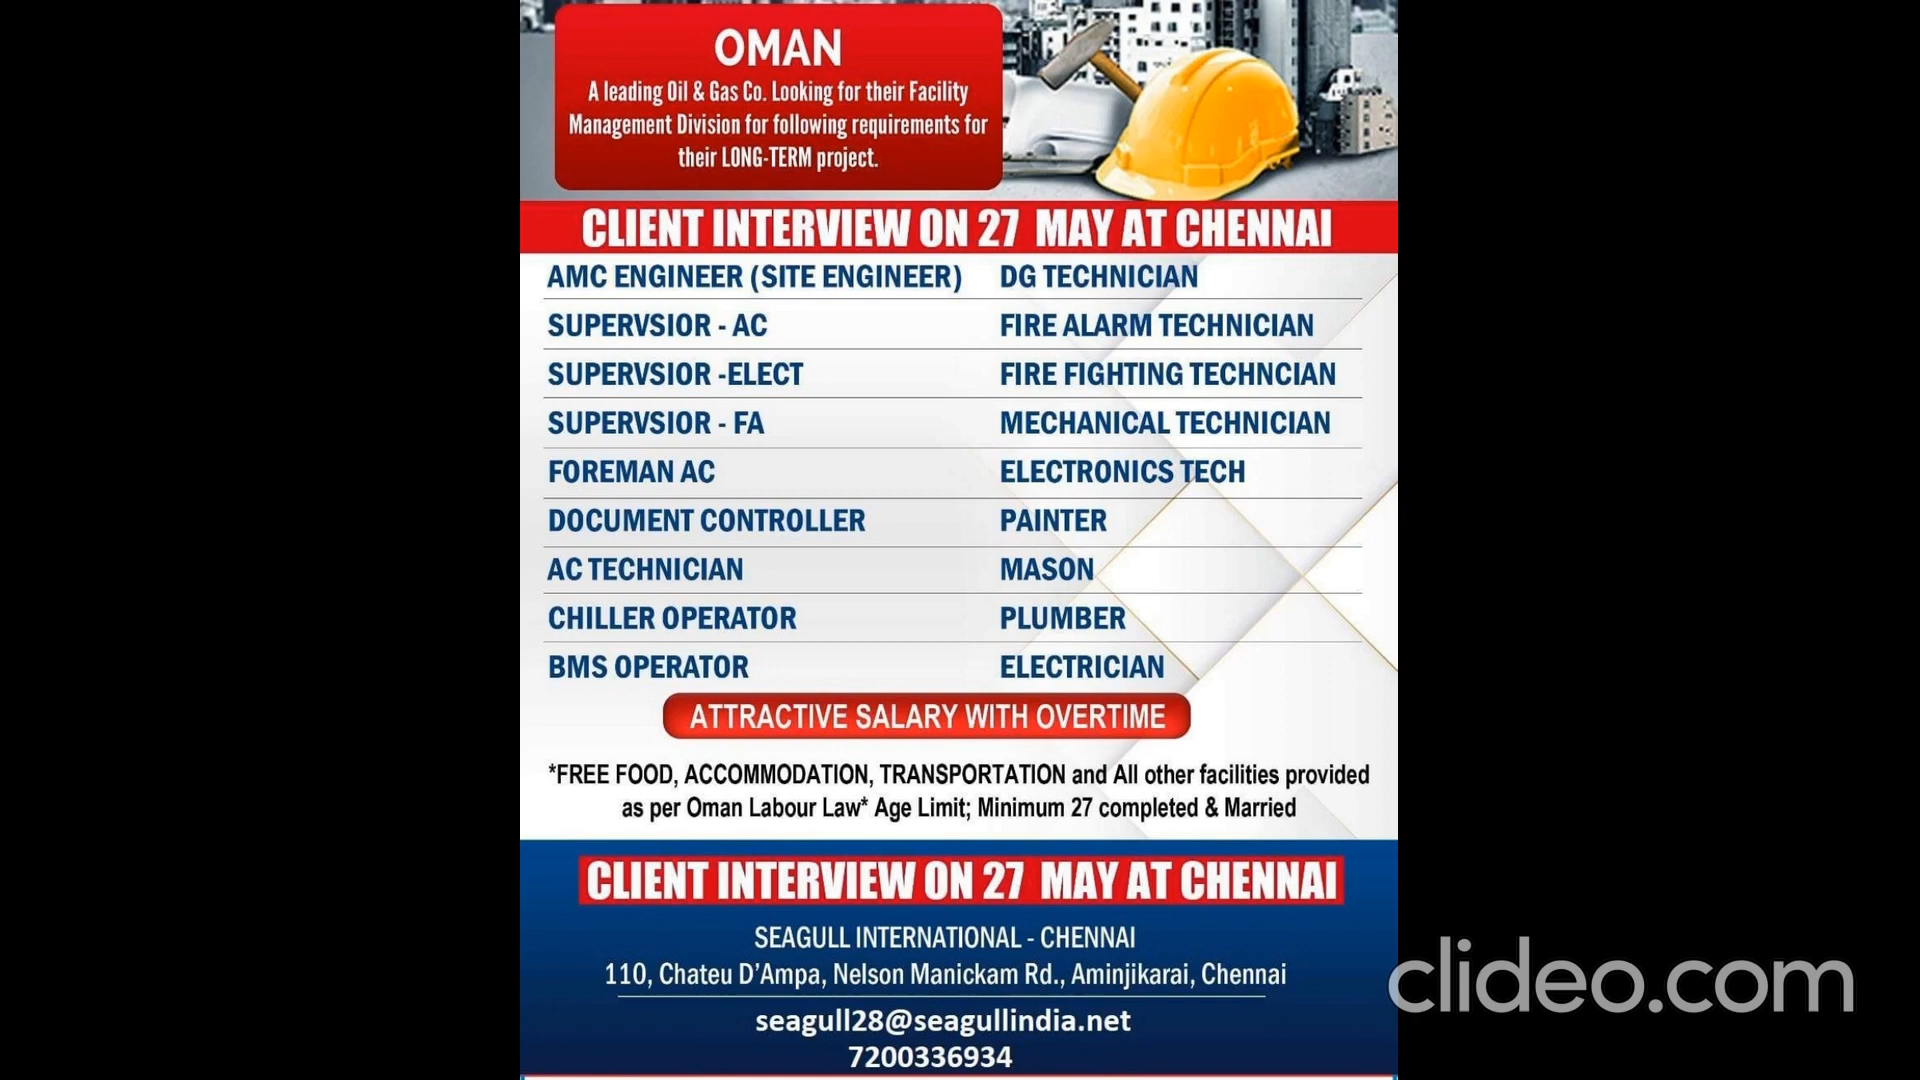 OMAN
A leading Oil & Gas Co. Looking for their Facility
Management Division for following requirements for
their LONG-TERM project.
CLIENT INTERVIEW ON 27 MAY AT CHENNAI
AMC ENGINEER (SITE ENGINEER) DG TECHNICIAN
SUPERVSIOR - AC FIRE ALARM TECHNICIAN
SUPERVSIOR -ELECT FIRE FIGHTING TECHNCIAN
SUPERVSIOR - FA MECHANICAL TECHNICIAN
FOREMAN AC ELECTRONICS TECH
DOCUMENT CONTROLLER PAINTER
AC TECHNICIAN MASON
CHILLER OPERATOR PLUMBER
BMS OPERATOR ELECTRICIAN
ATTRACTIVE SALARY WITH OVERTIME
*FREE FOOD, ACCOMMODATION, TRANSPORTATION and All other facilities provided
as per Oman Labour Law* Age Limit; Minimum 27 completed & Married
CLIENT INTERVIEW ON 27 MAY AT CHENNAI
SEAGULL INTERNATIONAL - CHENNAI
110, Chateu D'Ampa, Nelson Manickam Rd., Aminjikarai, Chennai
seagull28@seagullindia.net
7200336934
clideo.com